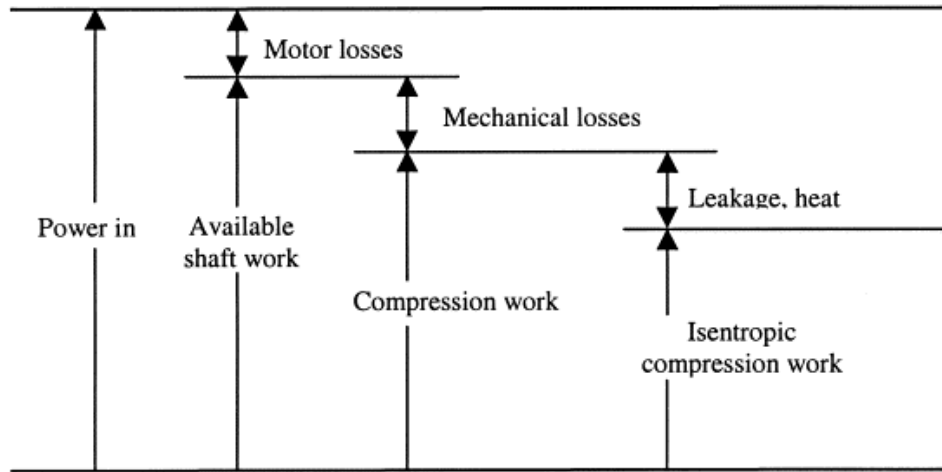 Motor losses
Mechanical losses
Leakage, heat
Power in
Available
shaft work
Compression work
Isentropic
compression work